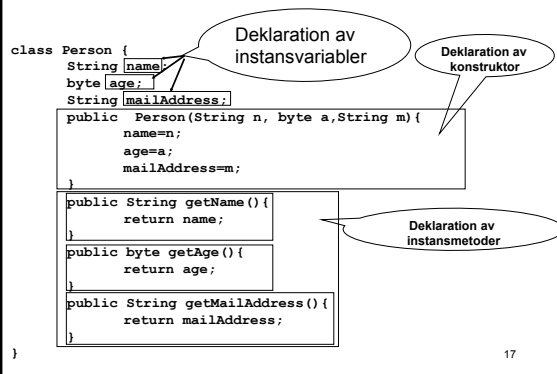 Deklaration av
instansvariabler
Deklaration av
konstruktor
class Person {
String name;
byte age;
String mailAddress;
public  Person(String n, byte a,String m){
name=n;
age=a;
mailAddress=m;
}
public String getName(){
return name;
}
public byte getAge(){
return age;
}
public String getMailAddress(){
return mailAddress;
}
}
Deklaration av
instansmetoder
17